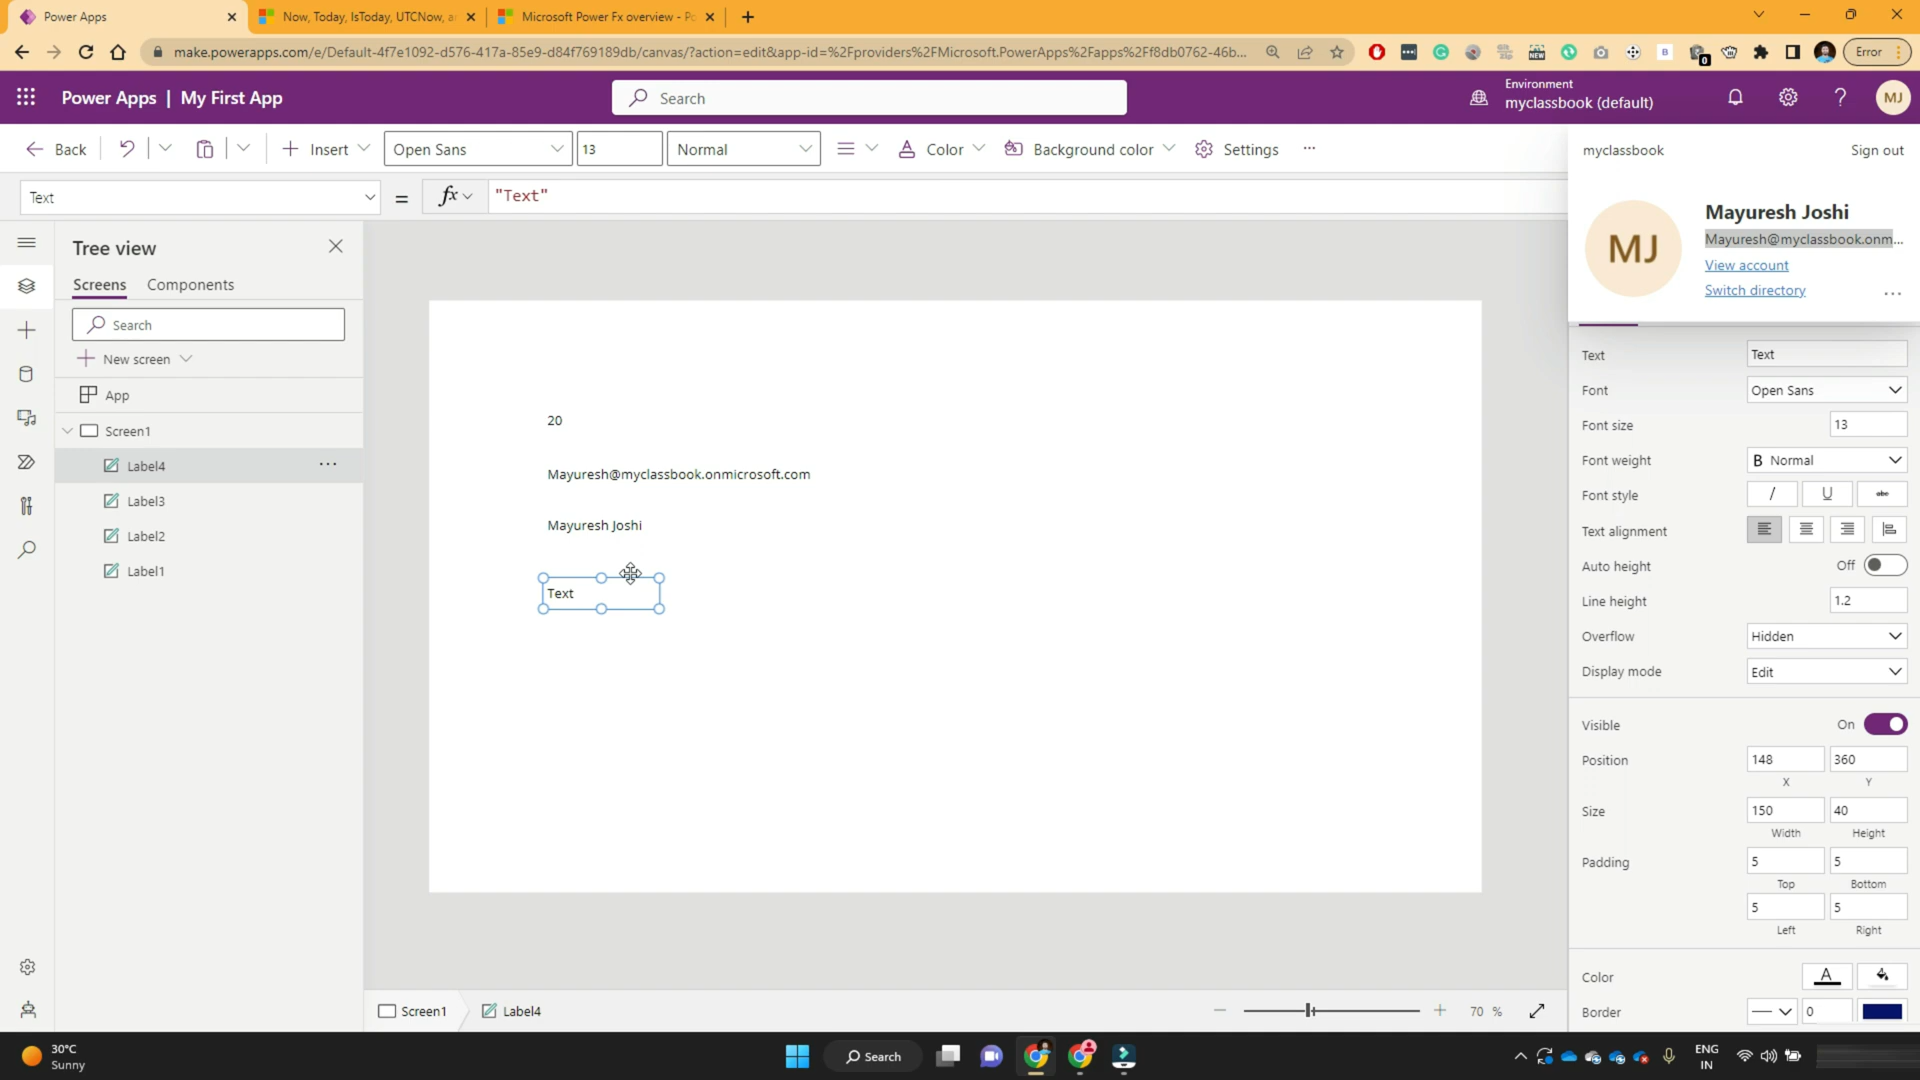 Power Apps
Now, Today, IsToday, UTCNow, a
Microsoft Power Fx overview - Po
make.powerapps.com/e/Default-4f7e1092-d576-417a-85e9-d84f769189db/canvas/?action=edit&app-id=%2Fproviders%2FMicrosoft.PowerApps%2Fapps%2Ff8db0762-46b...
NEW
B
0
Error
Power Apps | My First App
Search
Environment
myclassbook (default)
MJ
Back
Insert
Open Sans
13
Normal
Color
Background color
Settings
myclassbook
Sign out
Text
=
fx
"Text"
Mayuresh Joshi
MJ
Mayuresh@myclassbook.onm...
View account
Switch directory
Tree view
Screens
Components
Search
New screen
App
Screen1
Label4
Label3
Label2
Label1
20
Mayuresh@myclassbook.onmicrosoft.com
Mayuresh Joshi
Text
Text
Text
Font
Open Sans
Font size
13
Font weight
B Normal
Font style
/ U abc
Text alignment
Auto height
Off
Line height
1.2
Overflow
Hidden
Display mode
Edit
Visible
On
Position
148
360
X
Y
Size
150
40
Width
Height
Padding
5
5
Top
Bottom
5
5
Left
Right
Color
A
Border
0
Screen1
Label4
70 %
30°C
Sunny
Search
ENG
IN